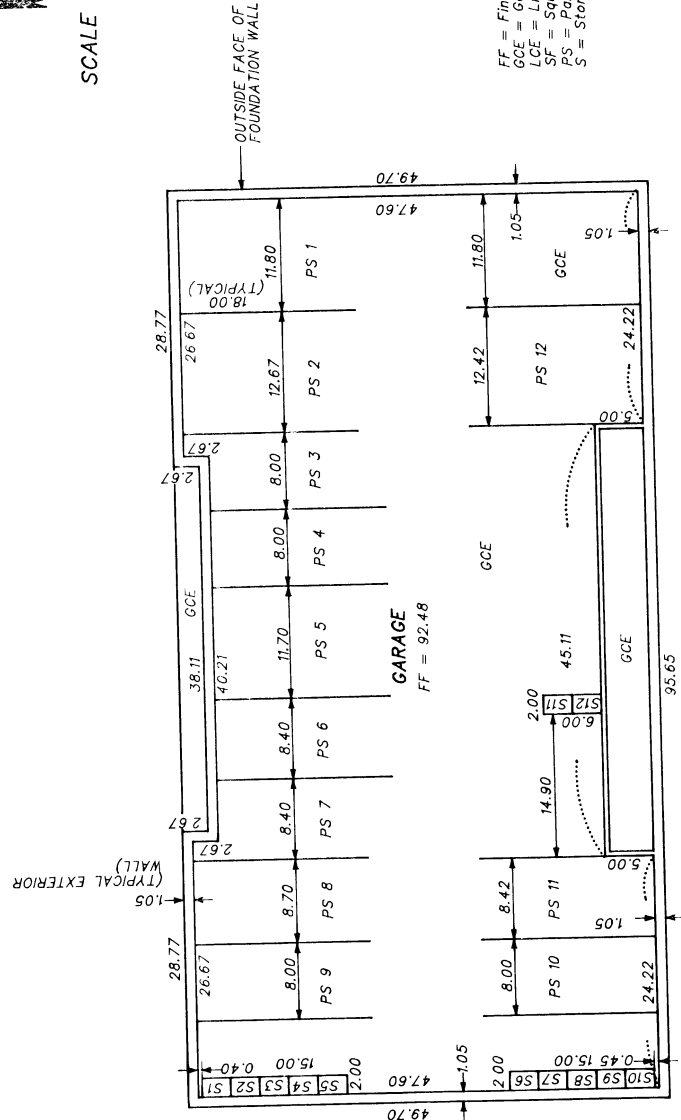 SCALE
OUTSIDE FACE OF
FOUNDATION WALL
FF = Fin
GCE = G
LCE = L
SF = Squ
PS = Pa
S = Stor
49.70
47.60
1.05
1.05
28.77
26.67
18.00
(TYPICAL)
11.80
PS 1
12.67
PS 2
8.00
PS 3
8.00
PS 4
11.70
PS 5
8.40
PS 6
8.40
PS 7
8.70
PS 8
8.00
PS 9
2.67
2.67
GCE
38.11
40.21
2.67
2.67
1.05
(TYPICAL EXTERIOR
WALL)
28.77
26.67
GARAGE
FF = 92.48
GCE
11.80
GCE
12.42
PS 12
24.22
5.00
45.11
GCE
95.65
2.00
S11
S12
6.00
14.90
5.00
8.42
PS 11
8.00
PS 10
1.05
24.22
0.40
15.00
S1
S2
S3
S4
S5
2.00
47.60
49.70
1.05
2.00
S6
S7
S8
S9
S10
15.00
0.45